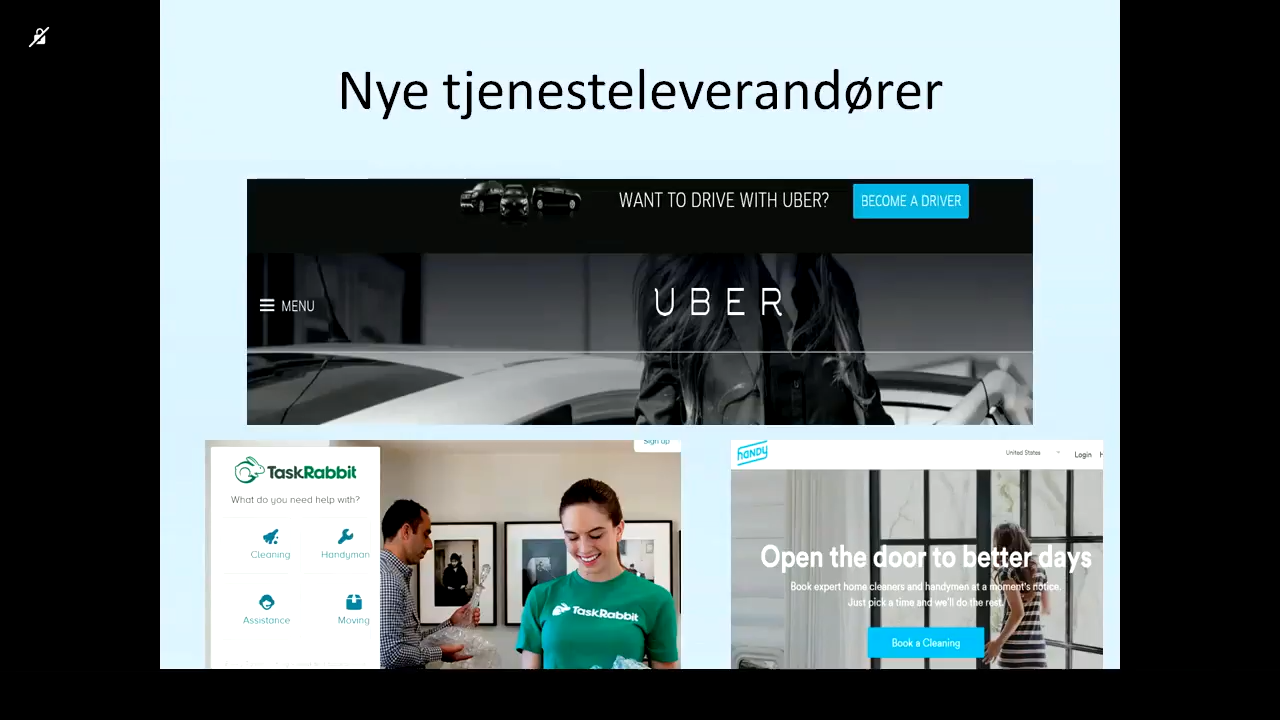 Nye tjenesteleverandører
WANT TO DRIVE WITH UBER?
BECOME A DRIVER
MENU
UBER
Sign up
TaskRabbit
What do you need help with?
Cleaning
Handyman
Assistance
Moving
TaskRabbit
handy
United States
Login
H
Open the door to better days
Book expert home cleaners and handymen at a moment's notice.
Just pick a time and we'll do the rest.
Book a Cleaning